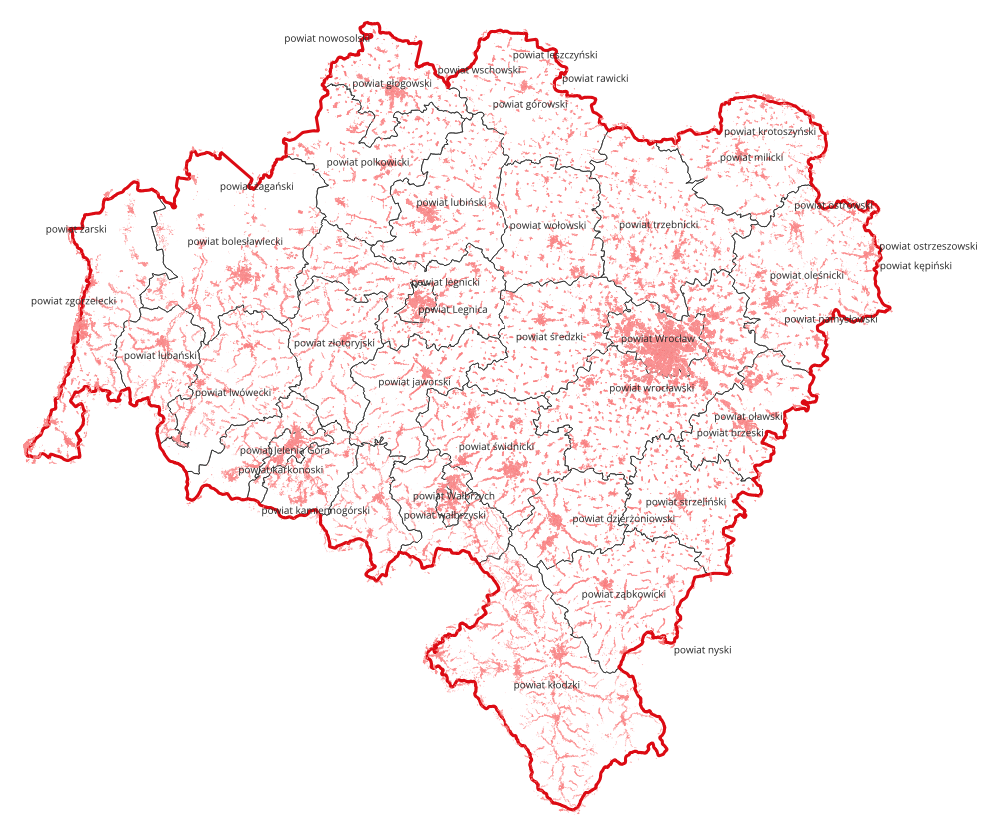 powiat nowosolski
powiat leszczyński
powiat wschowski
powiat rawicki
powiat głogowski
powiat górowski
powiat krotoszyński
powiat milicki
powiat polkowicki
powiat żagański
powiat lubiński
powiat ostrowski
powiat żarski
powiat wołowski
powiat trzebnicki
powiat bolesławiecki
powiat ostrzeszowski
powiat kępiński
powiat oleśnicki
powiat legnicki
powiat zgorzelecki
powiat Legnica
powiat namysłowski
powiat średzki
powiat Wrocław
powiat złotoryjski
powiat lubański
powiat jaworski
powiat wrocławski
powiat lwówecki
powiat oławski
powiat brzeski
powiat świdnicki
powiat Jelenia Góra
powiat karkonoski
powiat Wałbrzych
powiat strzeliński
powiat kamiennogórski
powiat wałbrzyski
powiat dzierżoniowski
powiat ząbkowicki
powiat nyski
powiat kłodzki